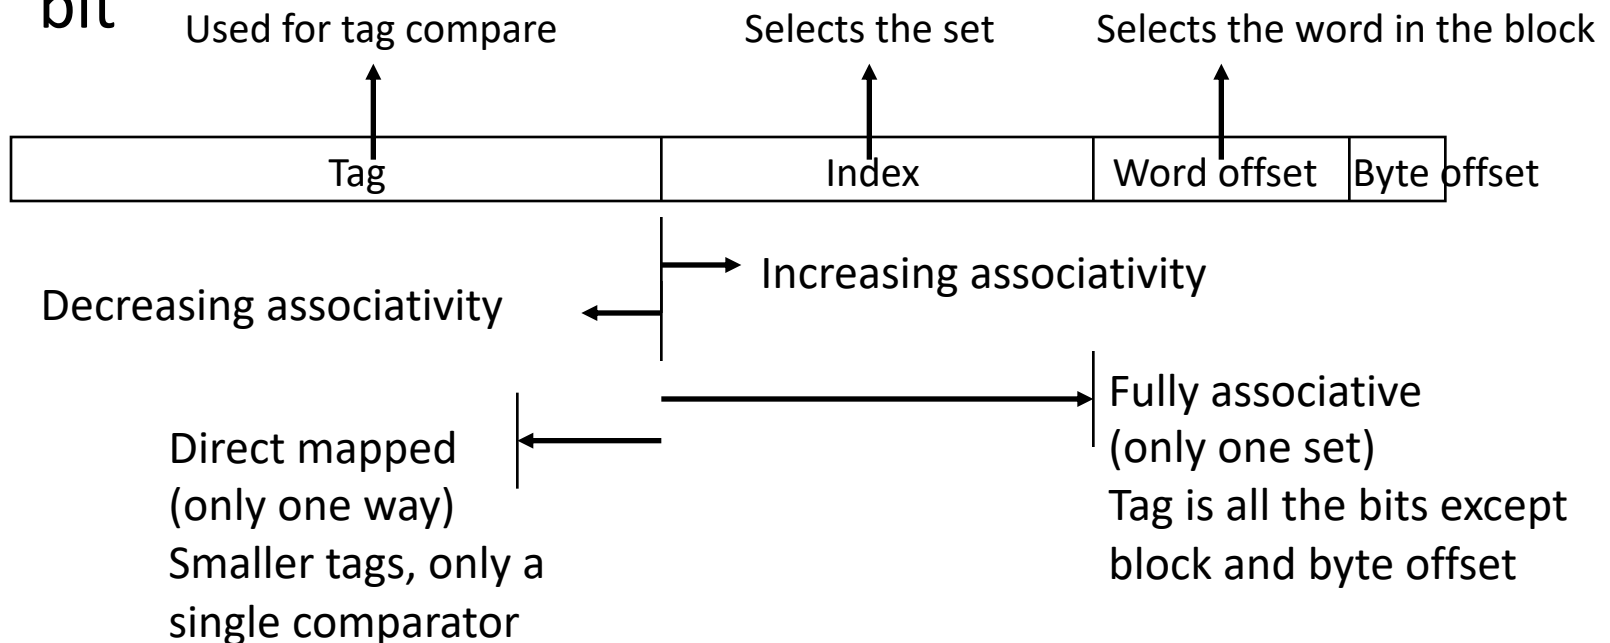 bit
Used for tag compare
Selects the set
Selects the word in the block
Tag
Index
Word offset
Byte offset
Increasing associativity
Decreasing associativity
Fully associative
(only one set)
Tag is all the bits except
block and byte offset
Direct mapped
(only one way)
Smaller tags, only a
single comparator